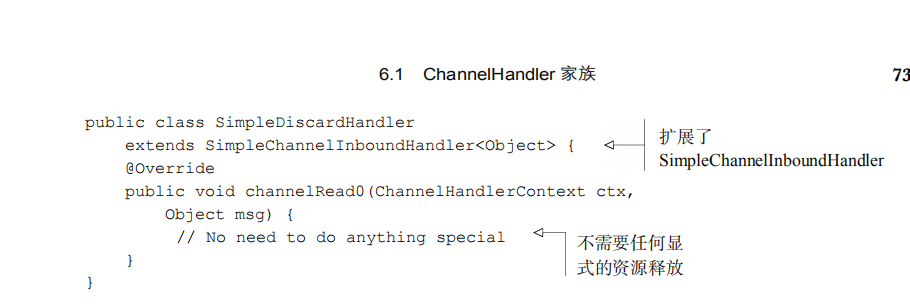 6.1 ChannelHandler 家族
73
public class SimpleDiscardHandler
extends SimpleChannelInboundHandler<Object> {
扩展了
SimpleChannelInboundHandler
@Override
public void channelRead0(ChannelHandlerContext ctx,
Object msg) {
// No need to do anything special
不需要任何显
式的资源释放
}
}